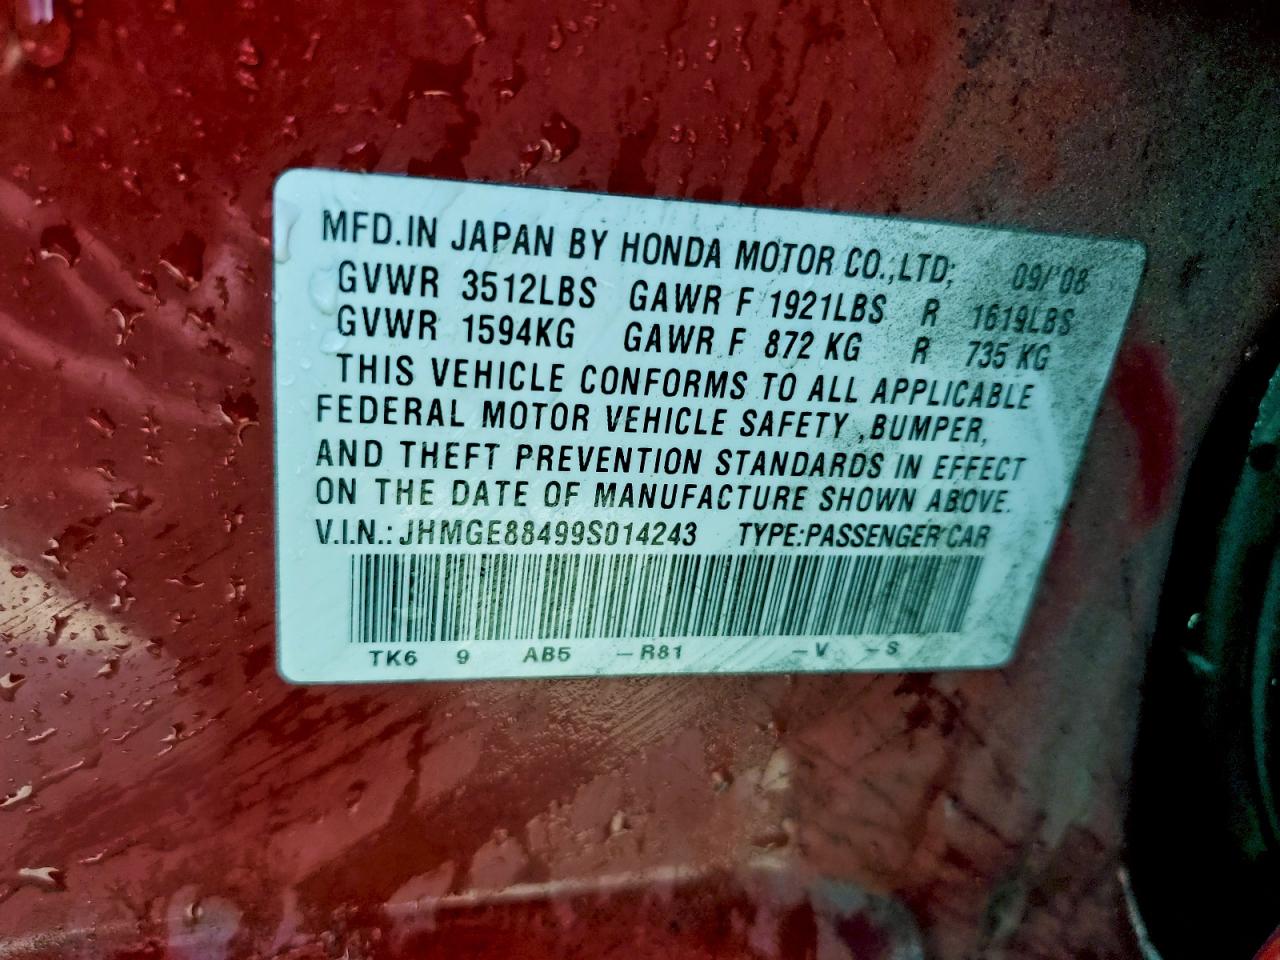 MFD.IN JAPAN BY HONDA MOTOR CO.,LTD; 09/'08
GVWR 3512LBS GAWR F 1921LBS R 1619LBS
GVWR 1594KG GAWR F 872 KG R 735 KG
THIS VEHICLE CONFORMS TO ALL APPLICABLE
FEDERAL MOTOR VEHICLE SAFETY ,BUMPER,
AND THEFT PREVENTION STANDARDS IN EFFECT
ON THE DATE OF MANUFACTURE SHOWN ABOVE.
V.I.N.: JHMGE88499S014243 TYPE:PASSENGER CAR
TK6 9 AB5 -R81 -V -S